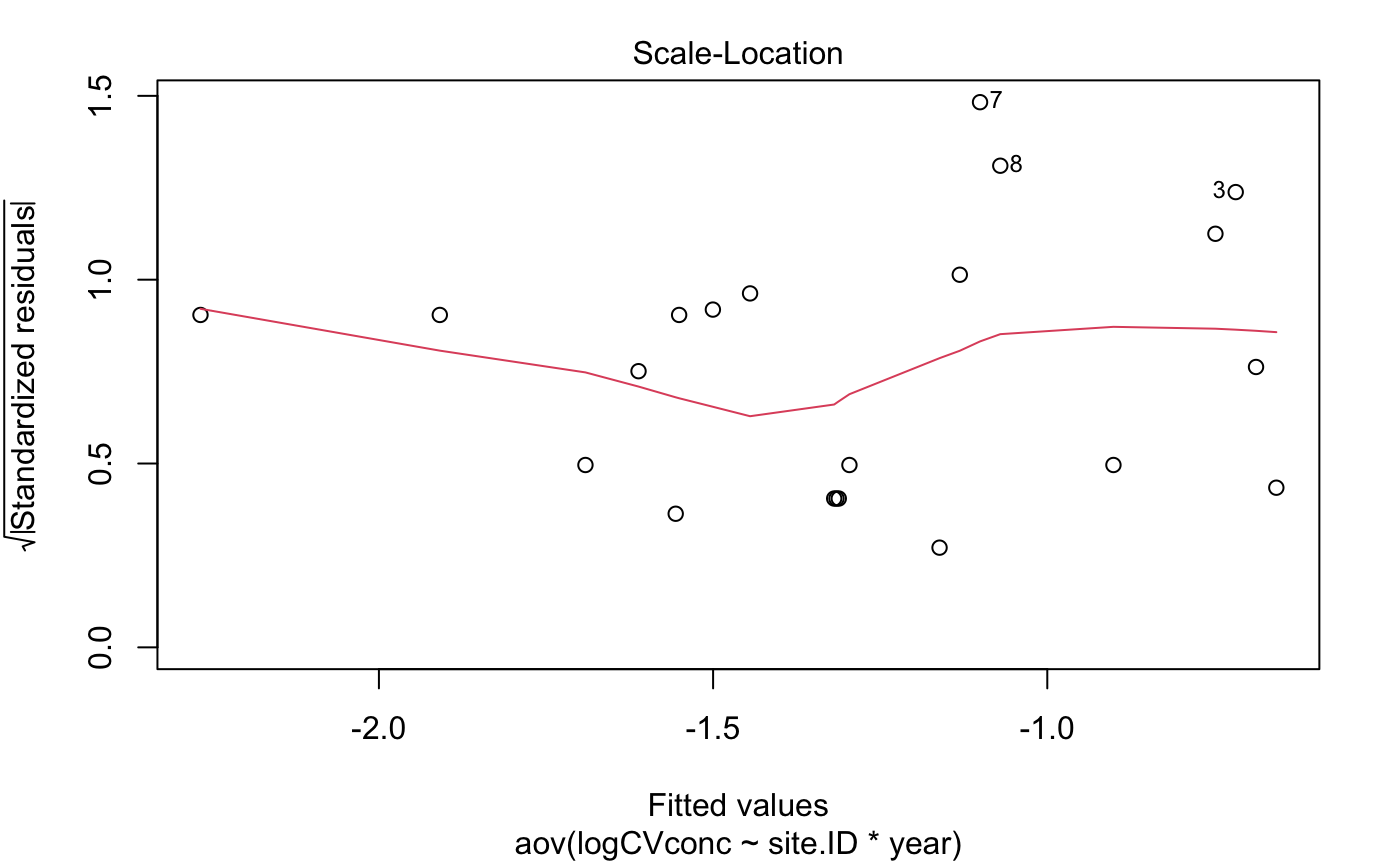 Scale-Location
√|Standardized residuals|
1.5
1.0
0.5
0.0
7
8
3
-2.0
-1.5
-1.0
Fitted values
aov(logCVconc ~ site.ID * year)